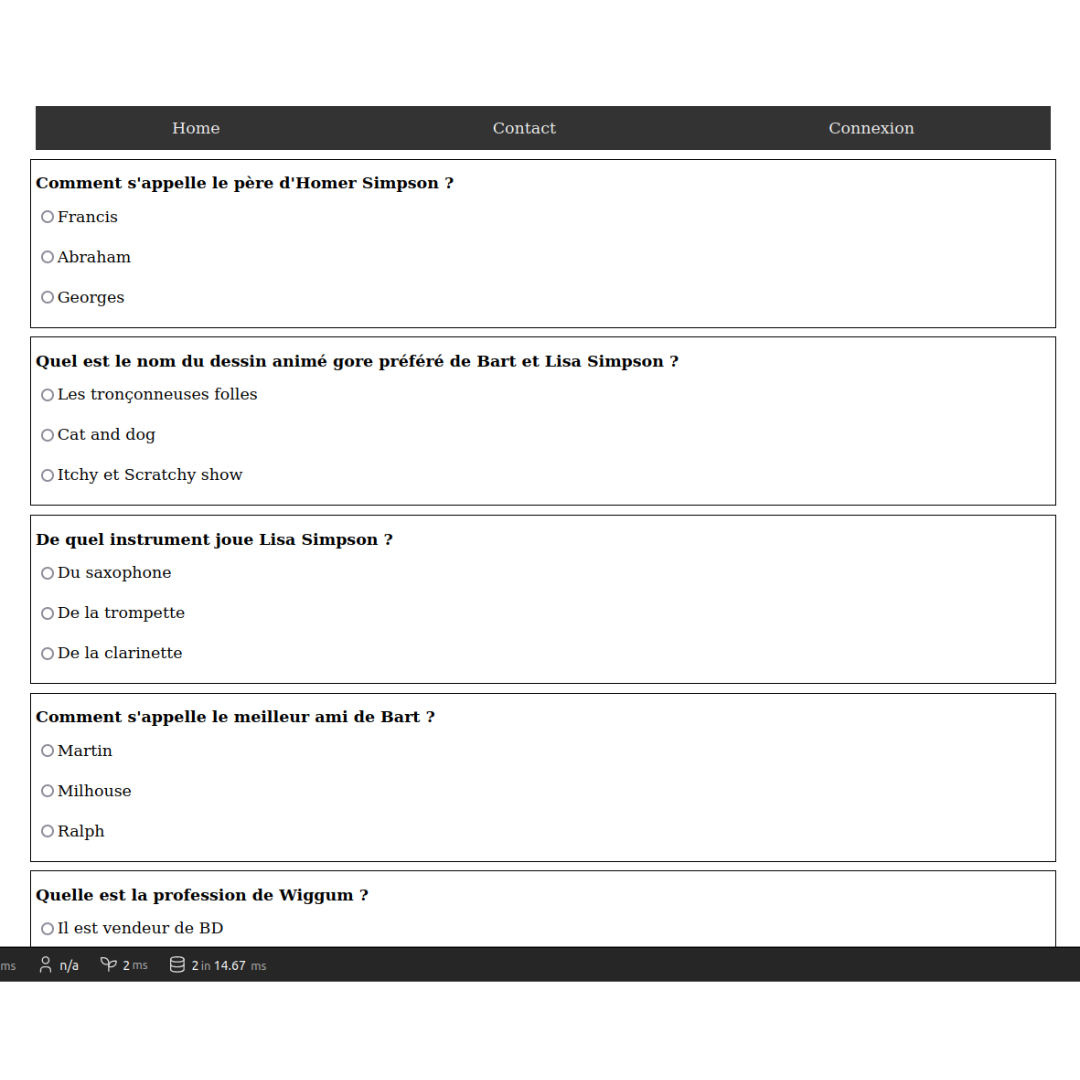 Home Contact Connexion
Comment s'appelle le père d'Homer Simpson ?
Francis
Abraham
Georges
Quel est le nom du dessin animé gore préféré de Bart et Lisa Simpson ?
Les tronçonneuses folles
Cat and dog
Itchy et Scratchy show
De quel instrument joue Lisa Simpson ?
Du saxophone
De la trompette
De la clarinette
Comment s'appelle le meilleur ami de Bart ?
Martin
Milhouse
Ralph
Quelle est la profession de Wiggum ?
Il est vendeur de BD
ms n/a 2 ms 2 in 14.67 ms